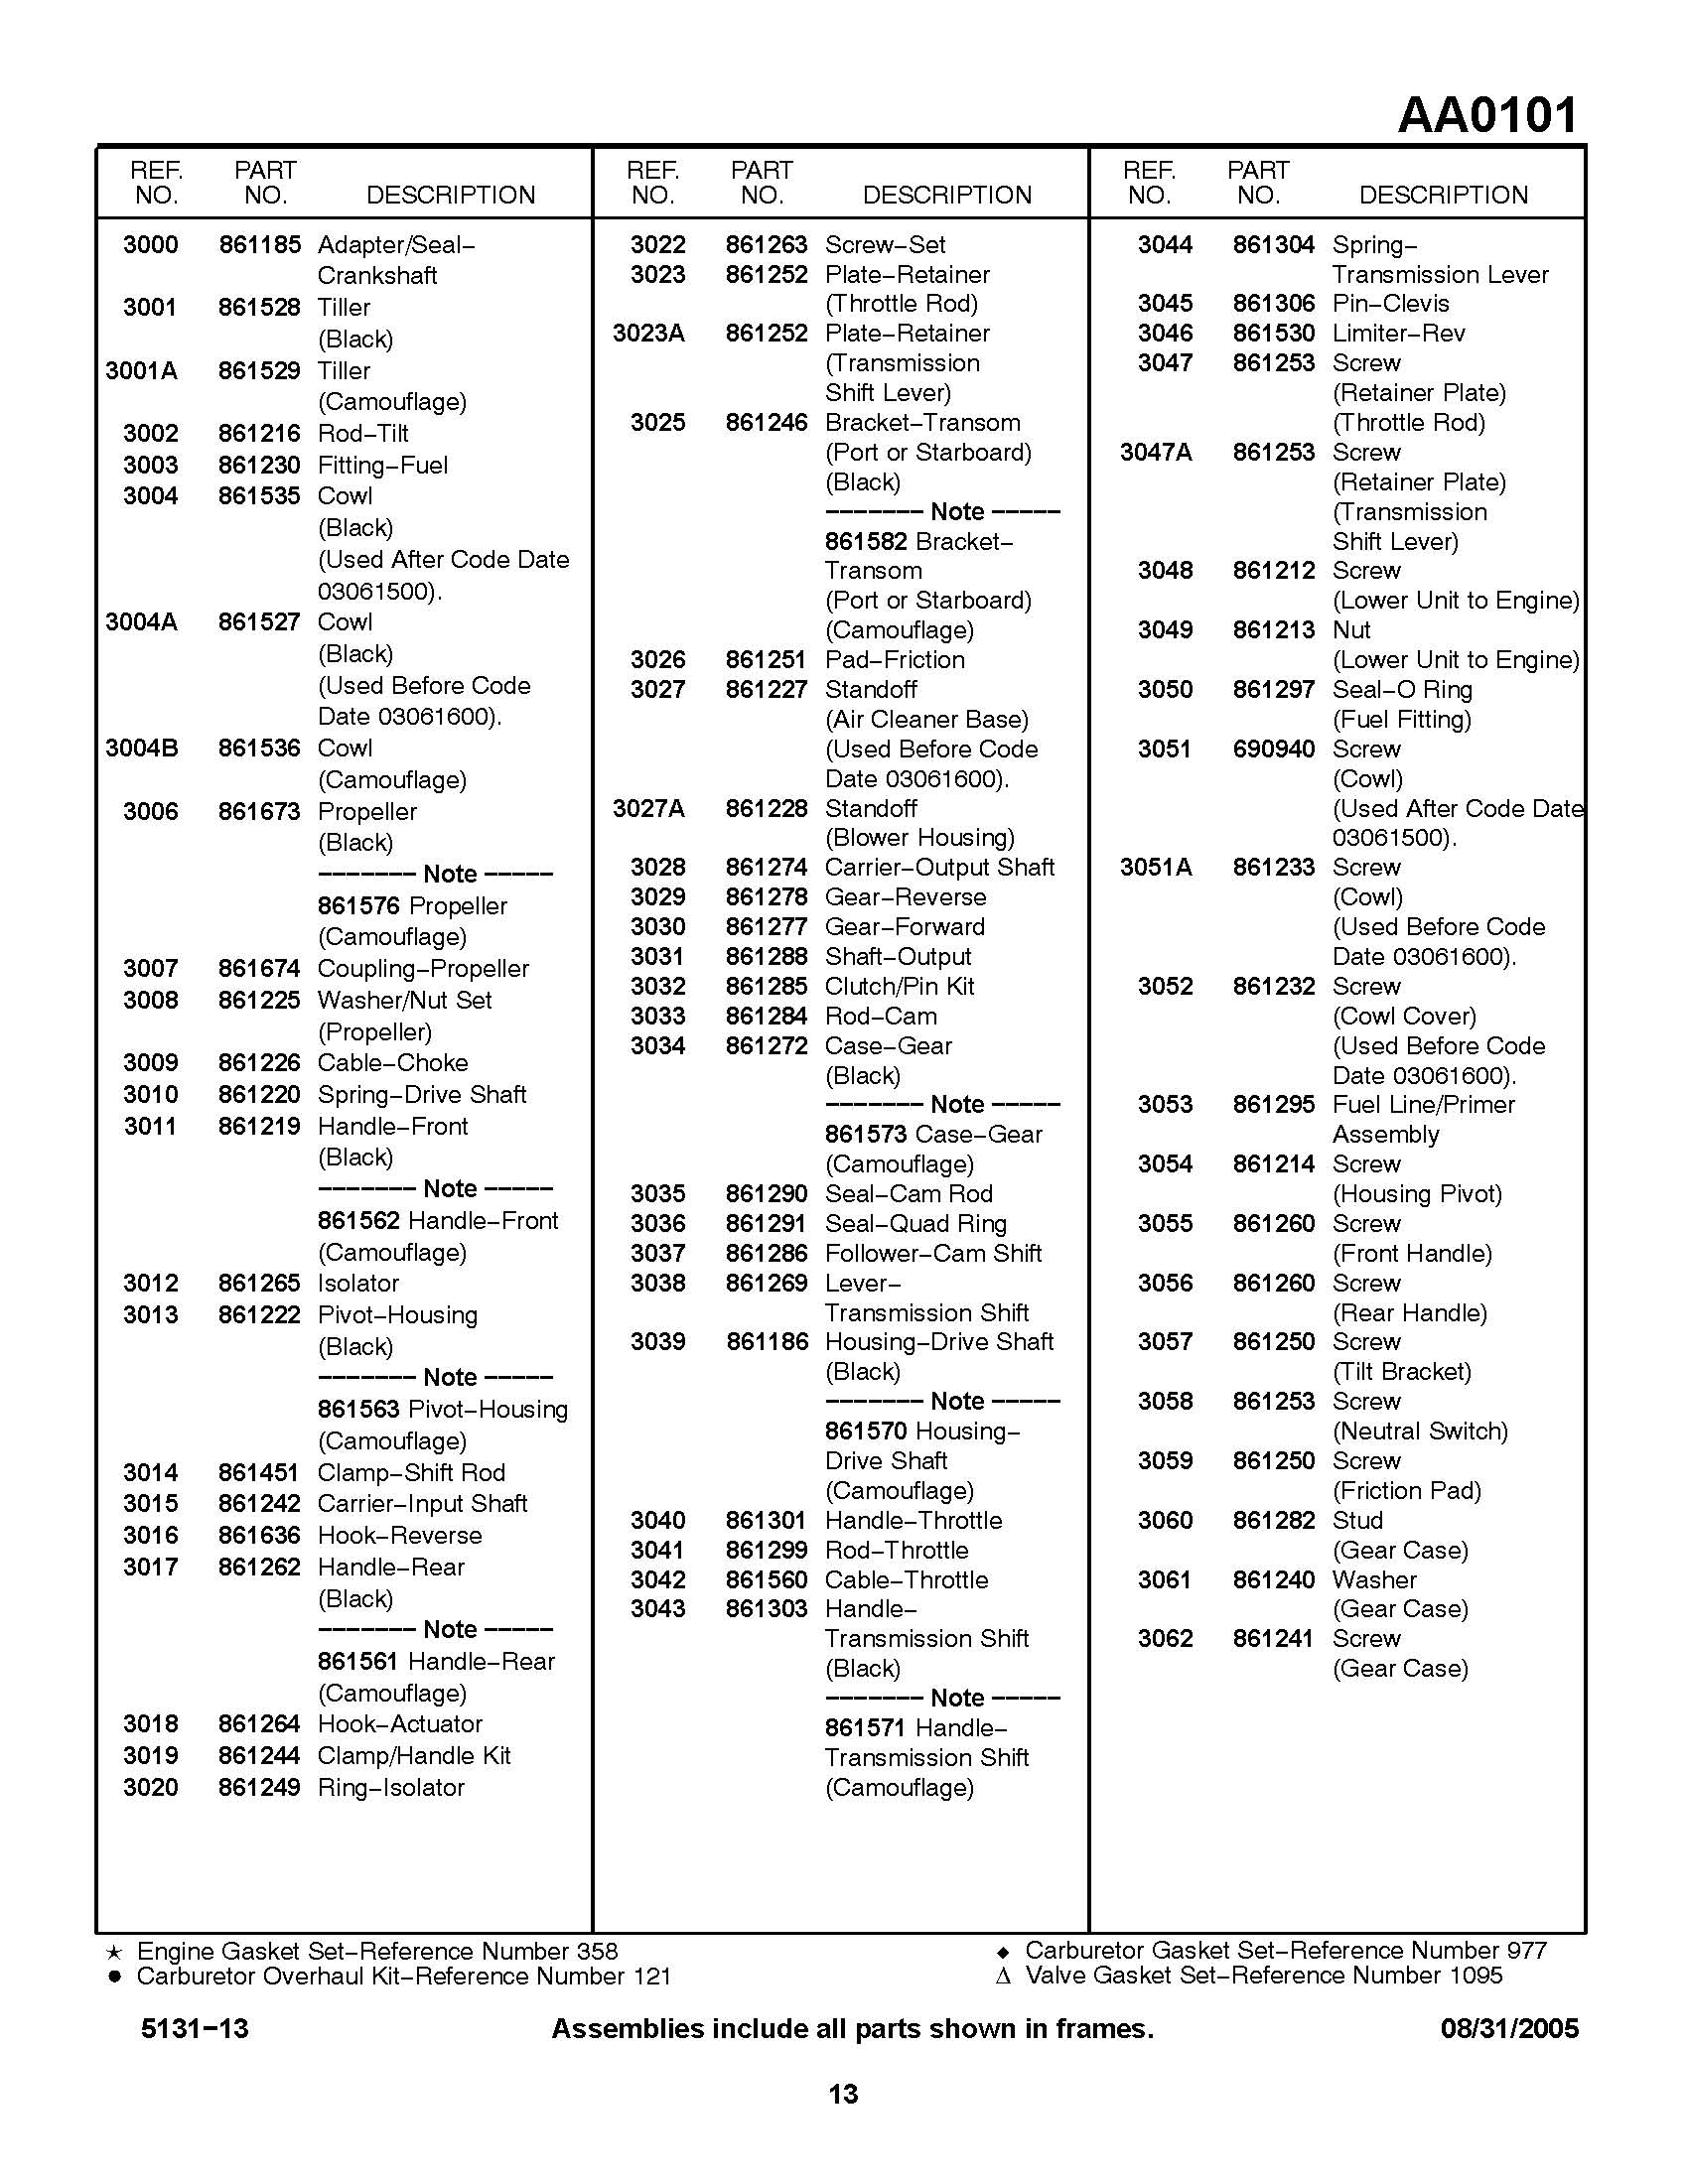 AA0101
REF. PART
NO. NO. DESCRIPTION
3000 861185 Adapter/Seal–
Crankshaft
3001 861528 Tiller
(Black)
3001A 861529 Tiller
(Camouflage)
3002 861216 Rod–Tilt
3003 861230 Fitting–Fuel
3004 861535 Cowl
(Black)
(Used After Code Date
03061500).
3004A 861527 Cowl
(Black)
(Used Before Code
Date 03061600).
3004B 861536 Cowl
(Camouflage)
3006 861673 Propeller
(Black)
––––––– Note –––––
861576 Propeller
(Camouflage)
3007 861674 Coupling–Propeller
3008 861225 Washer/Nut Set
(Propeller)
3009 861226 Cable–Choke
3010 861220 Spring–Drive Shaft
3011 861219 Handle–Front
(Black)
––––––– Note –––––
861562 Handle–Front
(Camouflage)
3012 861265 Isolator
3013 861222 Pivot–Housing
(Black)
––––––– Note –––––
861563 Pivot–Housing
(Camouflage)
3014 861451 Clamp–Shift Rod
3015 861242 Carrier–Input Shaft
3016 861636 Hook–Reverse
3017 861262 Handle–Rear
(Black)
––––––– Note –––––
861561 Handle–Rear
(Camouflage)
3018 861264 Hook–Actuator
3019 861244 Clamp/Handle Kit
3020 861249 Ring–Isolator
REF. PART
NO. NO. DESCRIPTION
3022 861263 Screw–Set
3023 861252 Plate–Retainer
(Throttle Rod)
3023A 861252 Plate–Retainer
(Transmission
Shift Lever)
3025 861246 Bracket–Transom
(Port or Starboard)
(Black)
––––––– Note –––––
861582 Bracket–
Transom
(Port or Starboard)
(Camouflage)
3026 861251 Pad–Friction
3027 861227 Standoff
(Air Cleaner Base)
(Used Before Code
Date 03061600).
3027A 861228 Standoff
(Blower Housing)
3028 861274 Carrier–Output Shaft
3029 861278 Gear–Reverse
3030 861277 Gear–Forward
3031 861288 Shaft–Output
3032 861285 Clutch/Pin Kit
3033 861284 Rod–Cam
3034 861272 Case–Gear
(Black)
––––––– Note –––––
861573 Case–Gear
(Camouflage)
3035 861290 Seal–Cam Rod
3036 861291 Seal–Quad Ring
3037 861286 Follower–Cam Shift
3038 861269 Lever–
Transmission Shift
3039 861186 Housing–Drive Shaft
(Black)
––––––– Note –––––
861570 Housing–
Drive Shaft
(Camouflage)
3040 861301 Handle–Throttle
3041 861299 Rod–Throttle
3042 861560 Cable–Throttle
3043 861303 Handle–
Transmission Shift
(Black)
––––––– Note –––––
861571 Handle–
Transmission Shift
(Camouflage)
REF. PART
NO. NO. DESCRIPTION
3044 861304 Spring–
Transmission Lever
3045 861306 Pin–Clevis
3046 861530 Limiter–Rev
3047 861253 Screw
(Retainer Plate)
(Throttle Rod)
3047A 861253 Screw
(Retainer Plate)
(Transmission
Shift Lever)
3048 861212 Screw
(Lower Unit to Engine)
3049 861213 Nut
(Lower Unit to Engine)
3050 861297 Seal–O Ring
(Fuel Fitting)
3051 690940 Screw
(Cowl)
(Used After Code Date
03061500).
3051A 861233 Screw
(Cowl)
(Used Before Code
Date 03061600).
3052 861232 Screw
(Cowl Cover)
(Used Before Code
Date 03061600).
3053 861295 Fuel Line/Primer
Assembly
3054 861214 Screw
(Housing Pivot)
3055 861260 Screw
(Front Handle)
3056 861260 Screw
(Rear Handle)
3057 861250 Screw
(Tilt Bracket)
3058 861253 Screw
(Neutral Switch)
3059 861250 Screw
(Friction Pad)
3060 861282 Stud
(Gear Case)
3061 861240 Washer
(Gear Case)
3062 861241 Screw
(Gear Case)
★ Engine Gasket Set–Reference Number 358
● Carburetor Overhaul Kit–Reference Number 121
◆ Carburetor Gasket Set–Reference Number 977
Δ Valve Gasket Set–Reference Number 1095
5131–13 Assemblies include all parts shown in frames. 08/31/2005
13